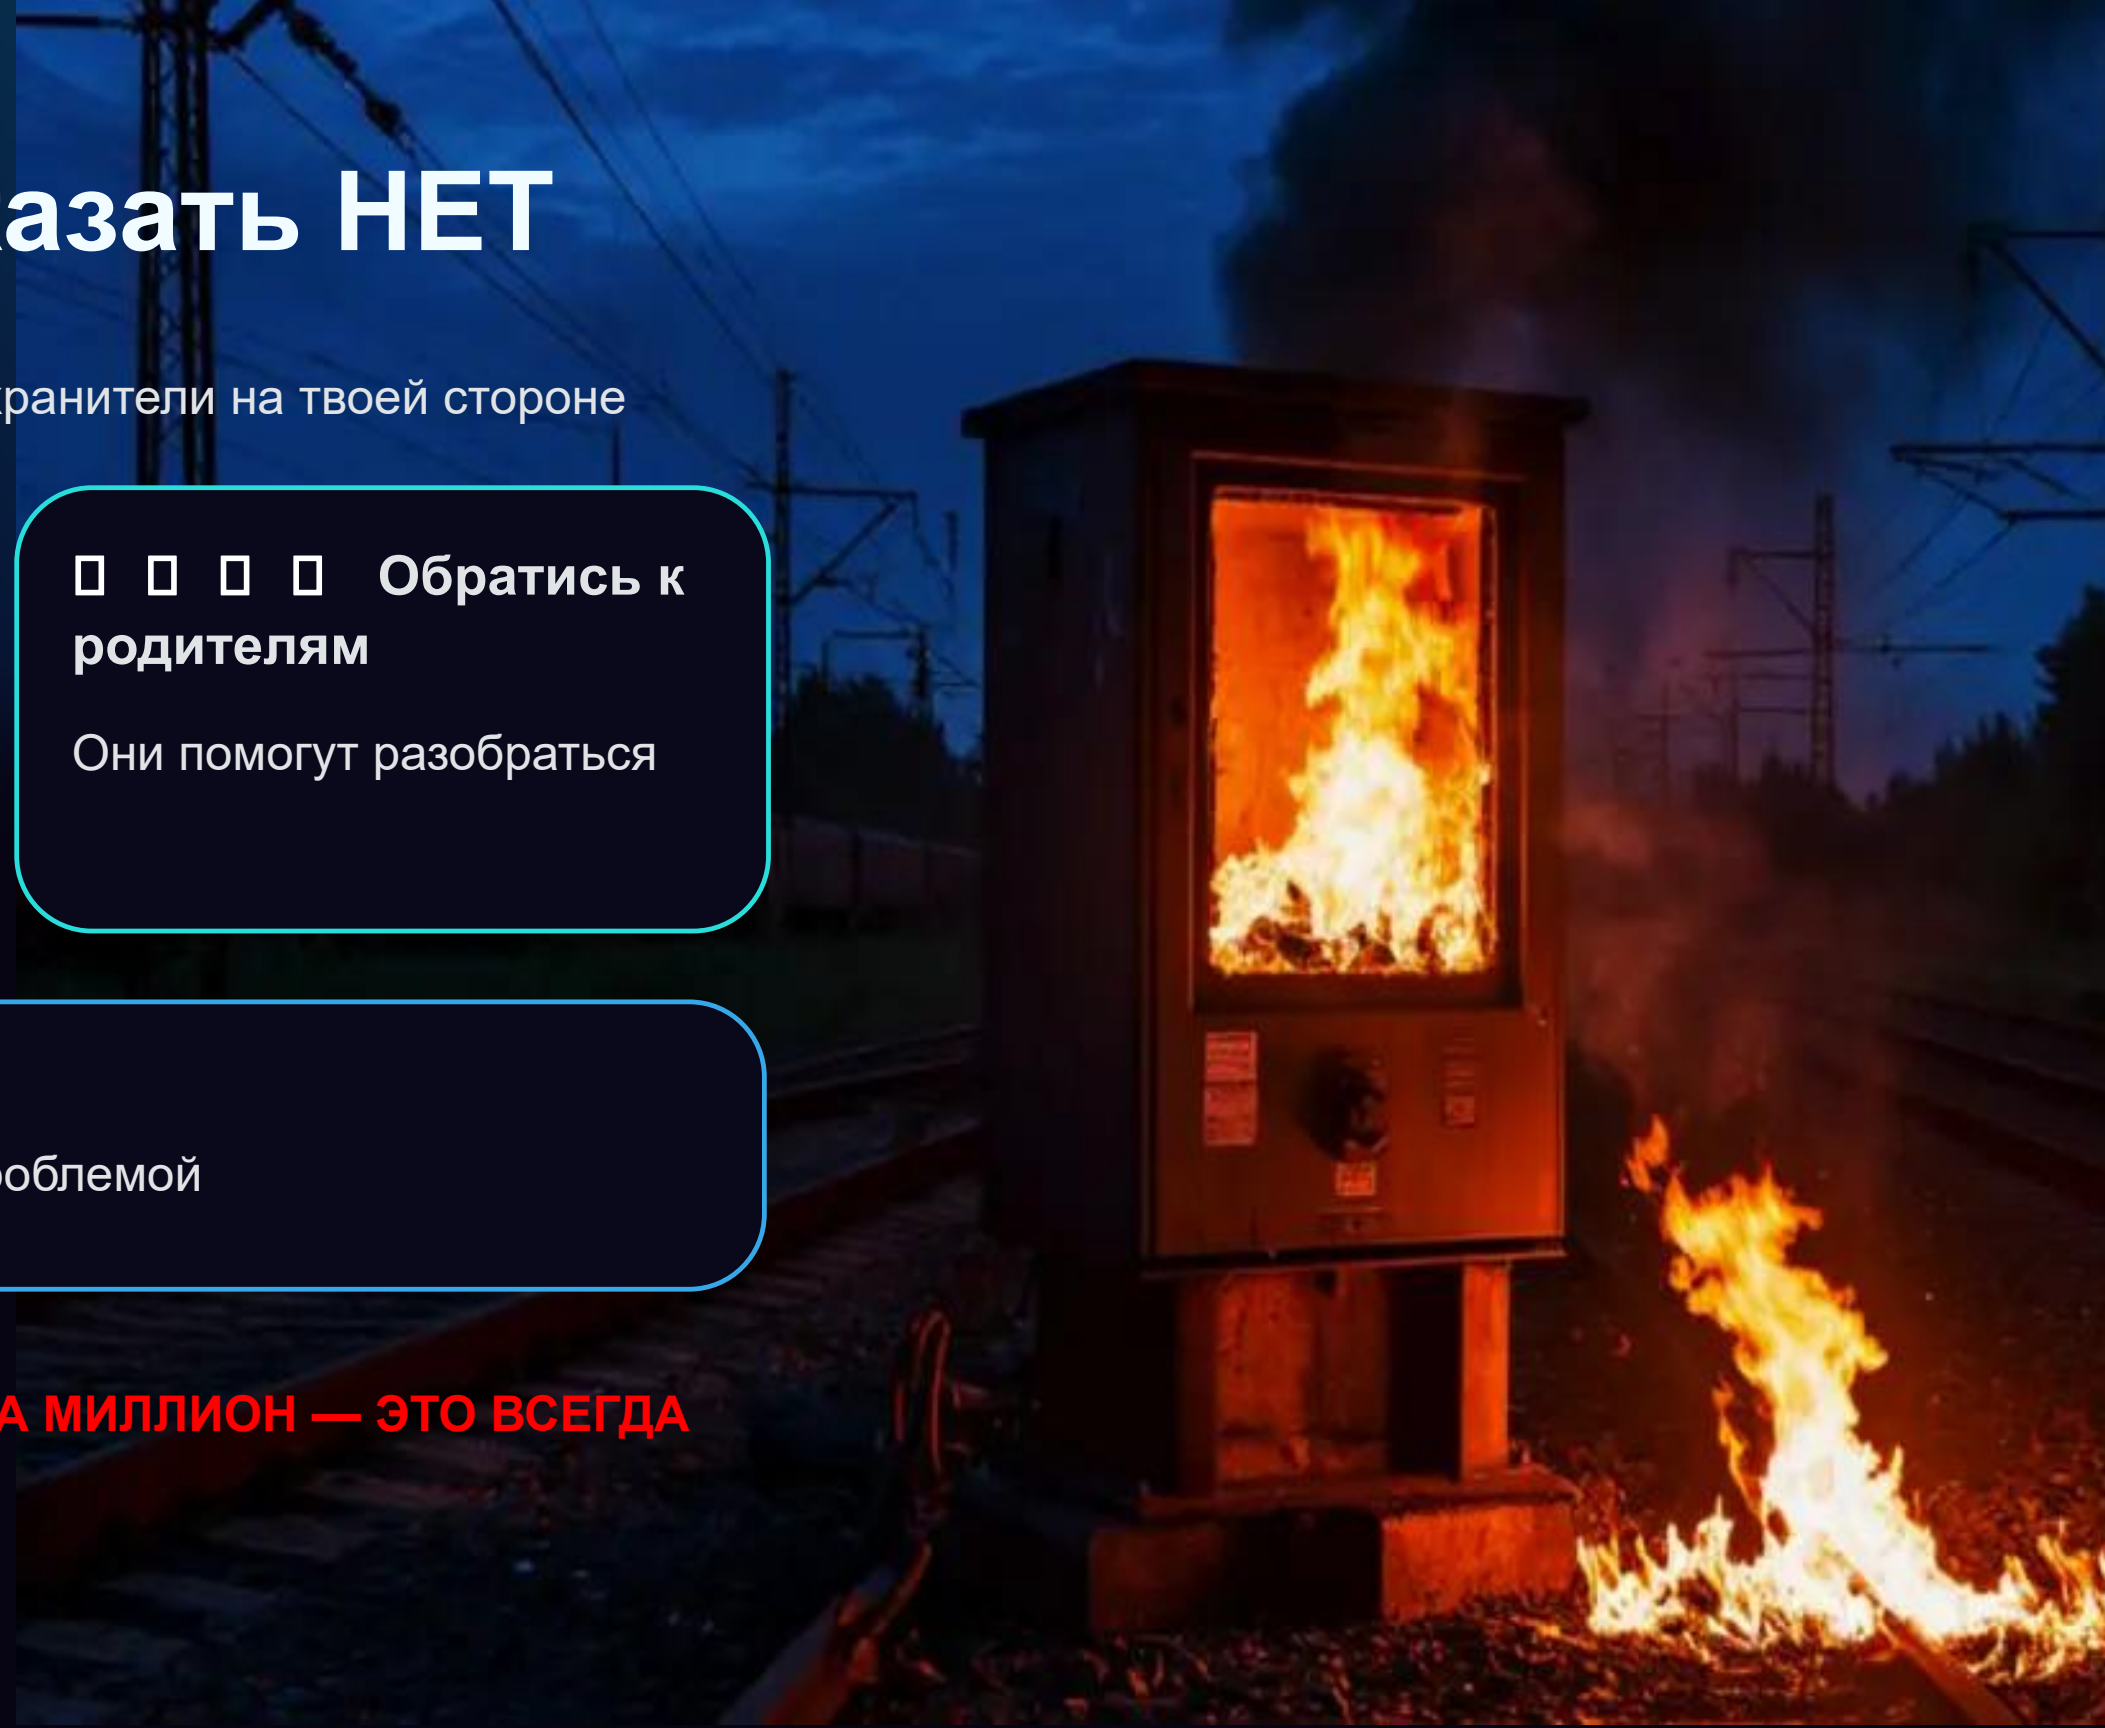 азать НЕТ
хранители на твоей стороне
Обратись к
родителям
Они помогут разобраться
облемой
А МИЛЛИОН — ЭТО ВСЕГДА